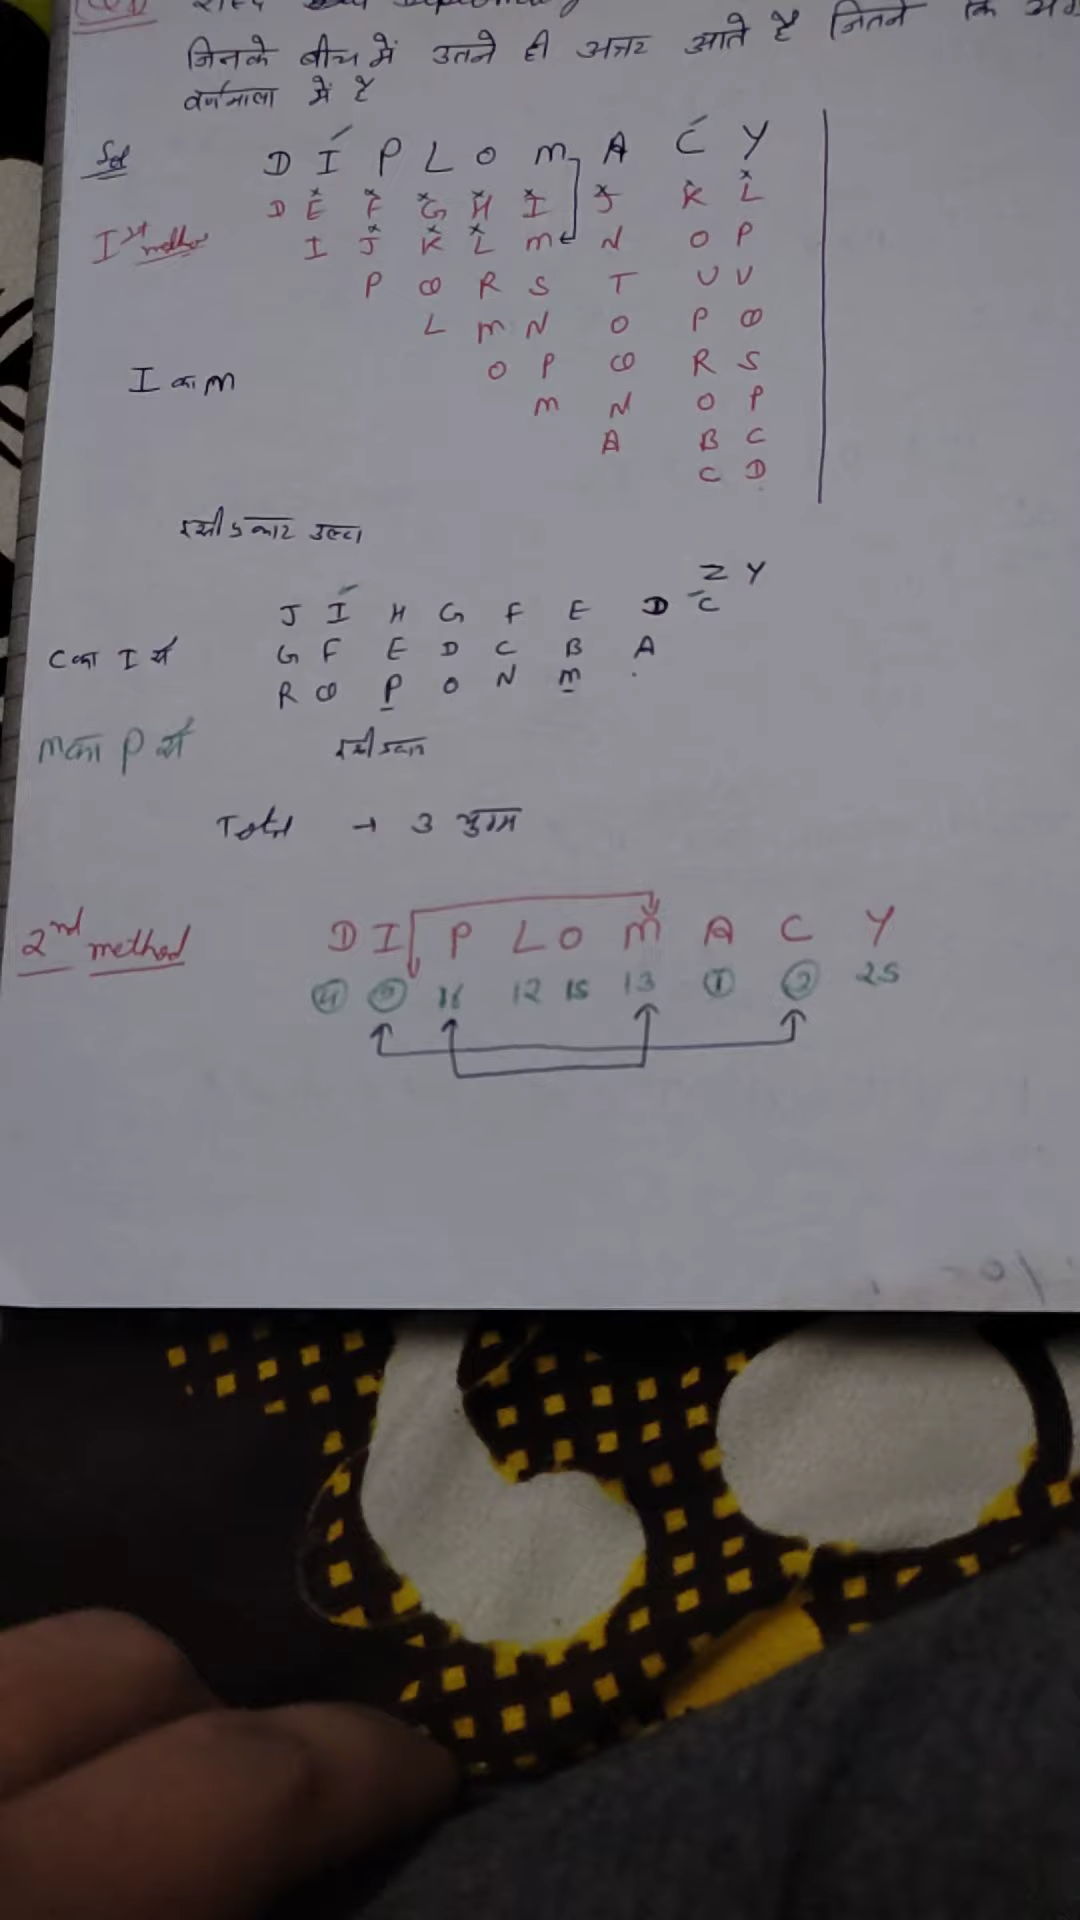 जिनके बीच में उतने ही अक्षर आते है जितने कि
वर्णमाला में है
Sol D I P L O M A C Y
D E F G H I J K L
Ist method I J K L M N O P
P Q R S T U V
L M N O P Q
I का m O P Q R S
M N O P
A B C
C D
इसी प्रकार उल्टा
Z Y
J I H G F E D C
C का I से G F E D C B A
R Q P O N M
M का P से इसी प्रकार
Total → 3 युग्म
2nd method D I P L O M A C Y
4 9 16 12 15 13 1 3 25